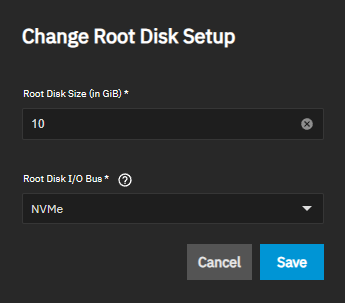 Change Root Disk Setup
Root Disk Size (in GiB) *
10
Root Disk I/O Bus * ?
NVMe
Cancel Save